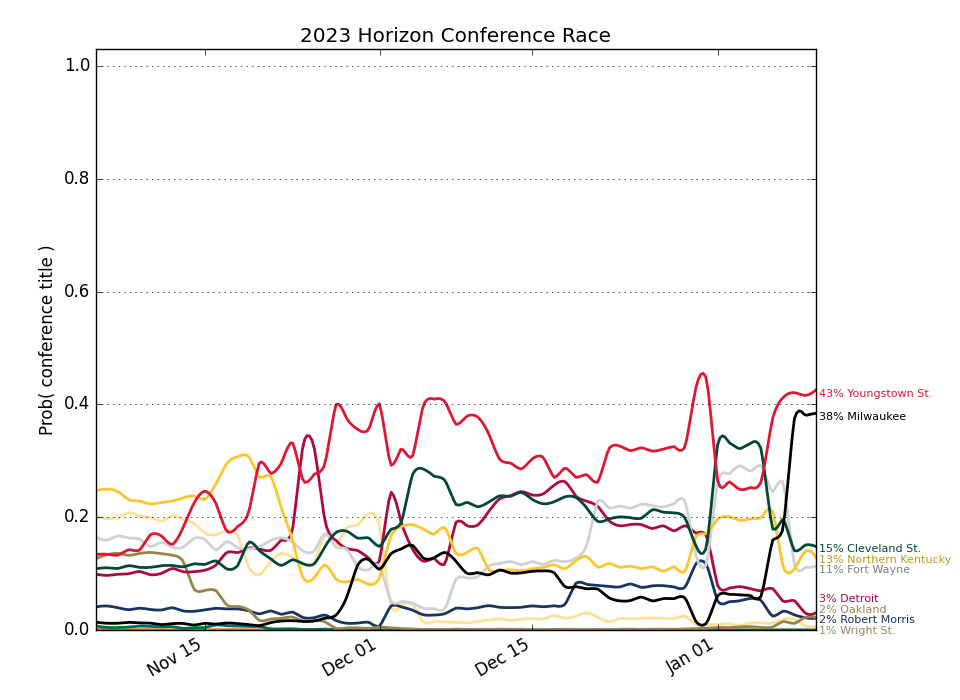 2023 Horizon Conference Race
Prob( conference title )
1.0
0.8
0.6
0.4
0.2
0.0
Nov 15
Dec 01
Dec 15
Jan 01
43% Youngstown St.
38% Milwaukee
15% Cleveland St.
13% Northern Kentucky
11% Fort Wayne
3% Detroit
2% Oakland
2% Robert Morris
1% Wright St.